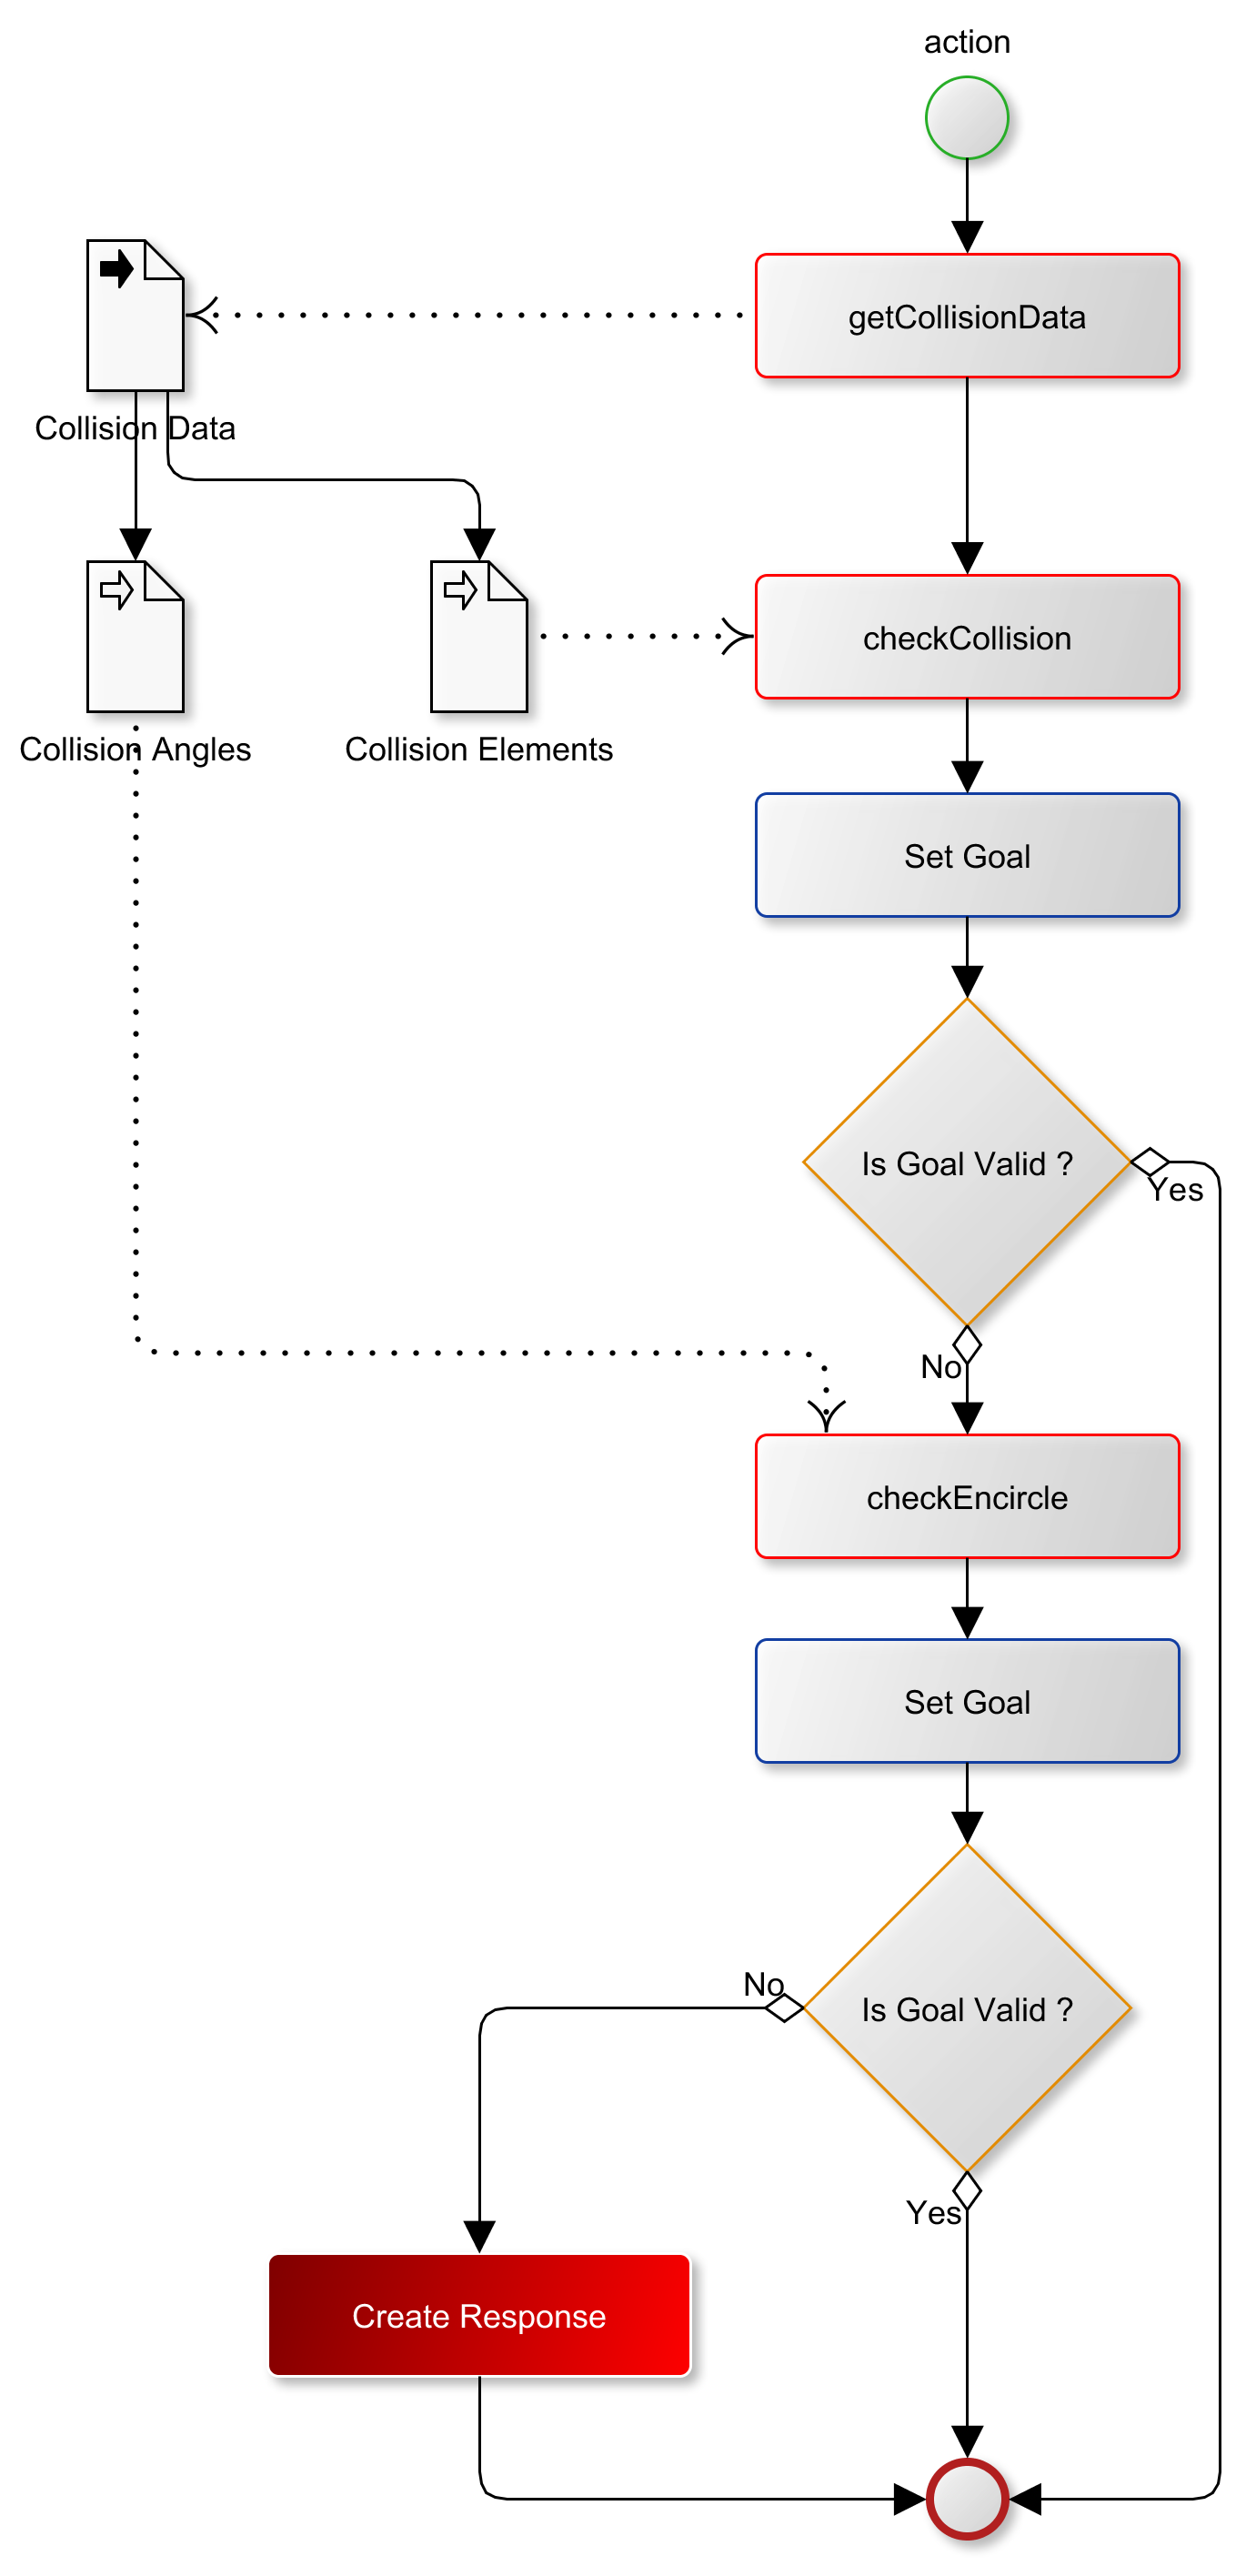 action
getCollisionData
Collision Data
checkCollision
Collision Angles
Collision Elements
Set Goal
Is Goal Valid ?
Yes
No
checkEncircle
Set Goal
No
Is Goal Valid ?
Yes
Create Response